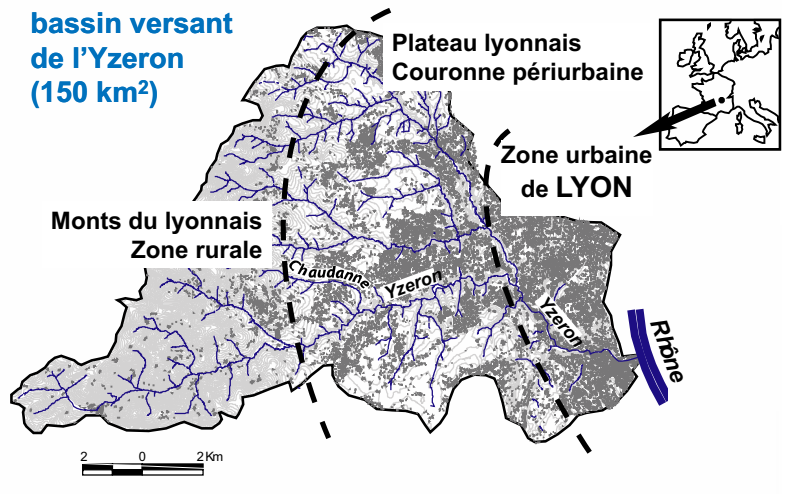 bassin versant
de l'Yzeron
(150 km²)
Plateau lyonnais
Couronne périurbaine
Zone urbaine
de LYON
Monts du lyonnais
Zone rurale
Chaudanne
Yzeron
Yzeron
Rhône
2 0 2 Km